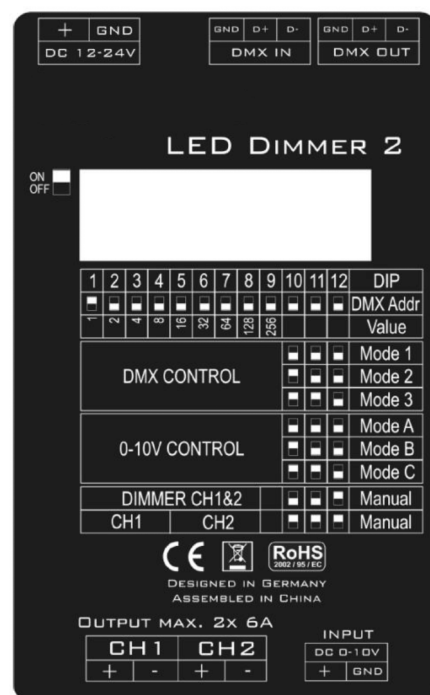 + GND
DC 12-24V
GND D+ D-
DMX IN
GND D+ D-
DMX OUT
LED DIMMER 2
ON
OFF
1 2 3 4 5 6 7 8 9 10 11 12 DIP
DMX Addr
1 2 4 8 16 32 64 128 256 Value
DMX CONTROL
Mode 1
Mode 2
Mode 3
0-10V CONTROL
Mode A
Mode B
Mode C
DIMMER CH1&2 Manual
CH1 CH2 Manual
CE RoHS
2002 / 95 / EC
DESIGNED IN GERMANY
ASSEMBLED IN CHINA
OUTPUT MAX. 2x 6A
CH1 CH2
+ - + -
INPUT
DC 0-10V
+ GND